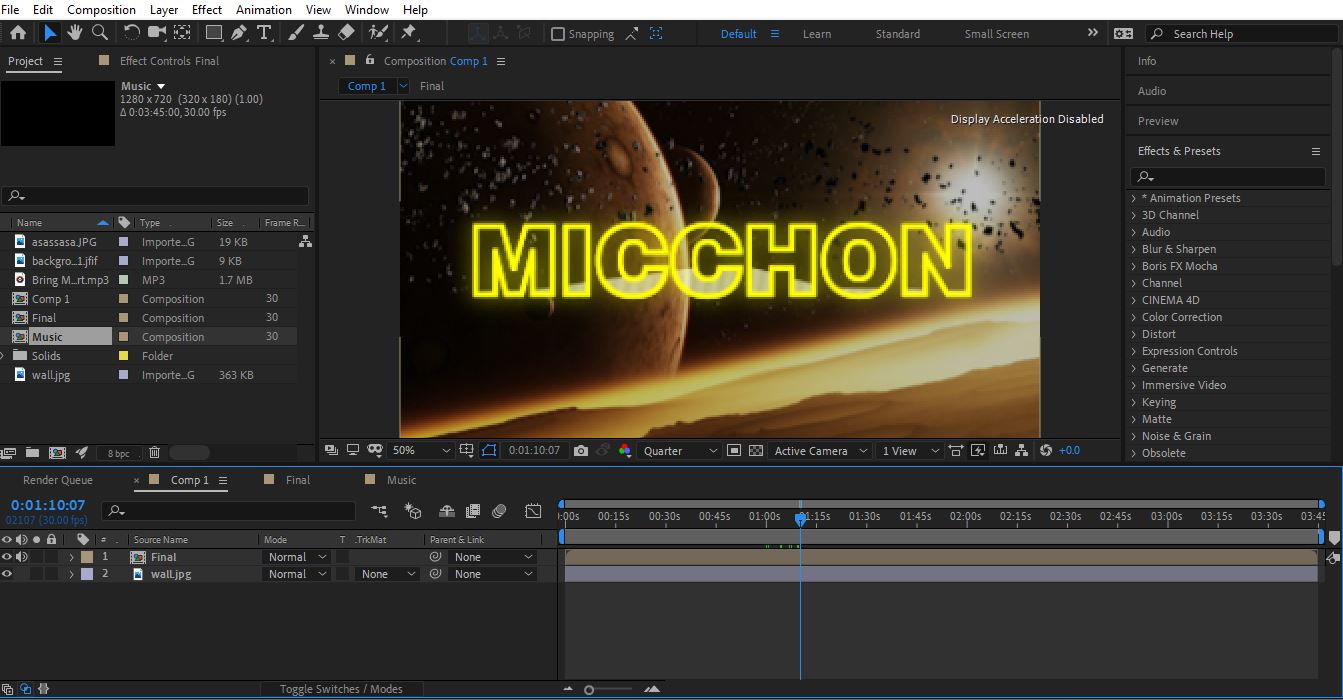 File Edit Composition Layer Effect Animation View Window Help
Snapping Default Learn Standard Small Screen Search Help
Project Effect Controls Final
Music
1280 x 720 (320 x 180) (1.00)
Δ 0:03:45:00, 30.00 fps
Name Type Size Frame R...
asassasa.JPG Importe...G 19 KB
backgro...1.jfif Importe...G 9 KB
Bring M...rt.mp3 MP3 1.7 MB
Comp 1 Composition 30
Final Composition 30
Music Composition 30
Solids Folder
wall.jpg Importe...G 363 KB
8 bpc
Composition Comp 1
Comp 1 Final
Display Acceleration Disabled
MICCHON
50% 0:01:10:07 Quarter Active Camera 1 View +0.0
Info
Audio
Preview
Effects & Presets
* Animation Presets
3D Channel
Audio
Blur & Sharpen
Boris FX Mocha
Channel
CINEMA 4D
Color Correction
Distort
Expression Controls
Generate
Immersive Video
Keying
Matte
Noise & Grain
Obsolete
Render Queue Comp 1 Final Music
0:01:10:07
02107 (30.00 fps)
:00s 00:15s 00:30s 00:45s 01:00s 01:15s 01:30s 01:45s 02:00s 02:15s 02:30s 02:45s 03:00s 03:15s 03:30s 03:45
# Source Name Mode T .TrkMat Parent & Link
1 Final Normal None
2 wall.jpg Normal None None
Toggle Switches / Modes